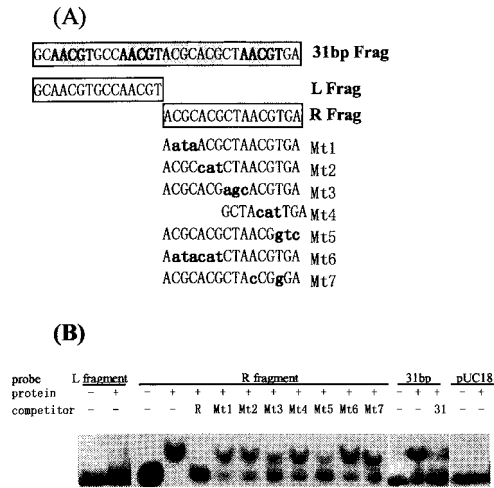 (A)
GCAACGTGCCAACGTACGCACGCTAACGTGA 31bp Frag
GCAACGTGCCAACGT L Frag
ACGCACGCTAACGTGA R Frag
AataACGCTAACGTGA Mt1
ACGCcatCTAACGTGA Mt2
ACGCACGagcACGTGA Mt3
GCTAcatTGA Mt4
ACGCACGCTAACGgtc Mt5
AatacatCTAACGTGA Mt6
ACGCACGCTAcCGgGA Mt7
(B)
probe L fragment R fragment 31bp pUC18
protein - + - + + + + + + + + + - + + - +
competitor - - - - R Mt1 Mt2 Mt3 Mt4 Mt5 Mt6 Mt7 - - 31 - -